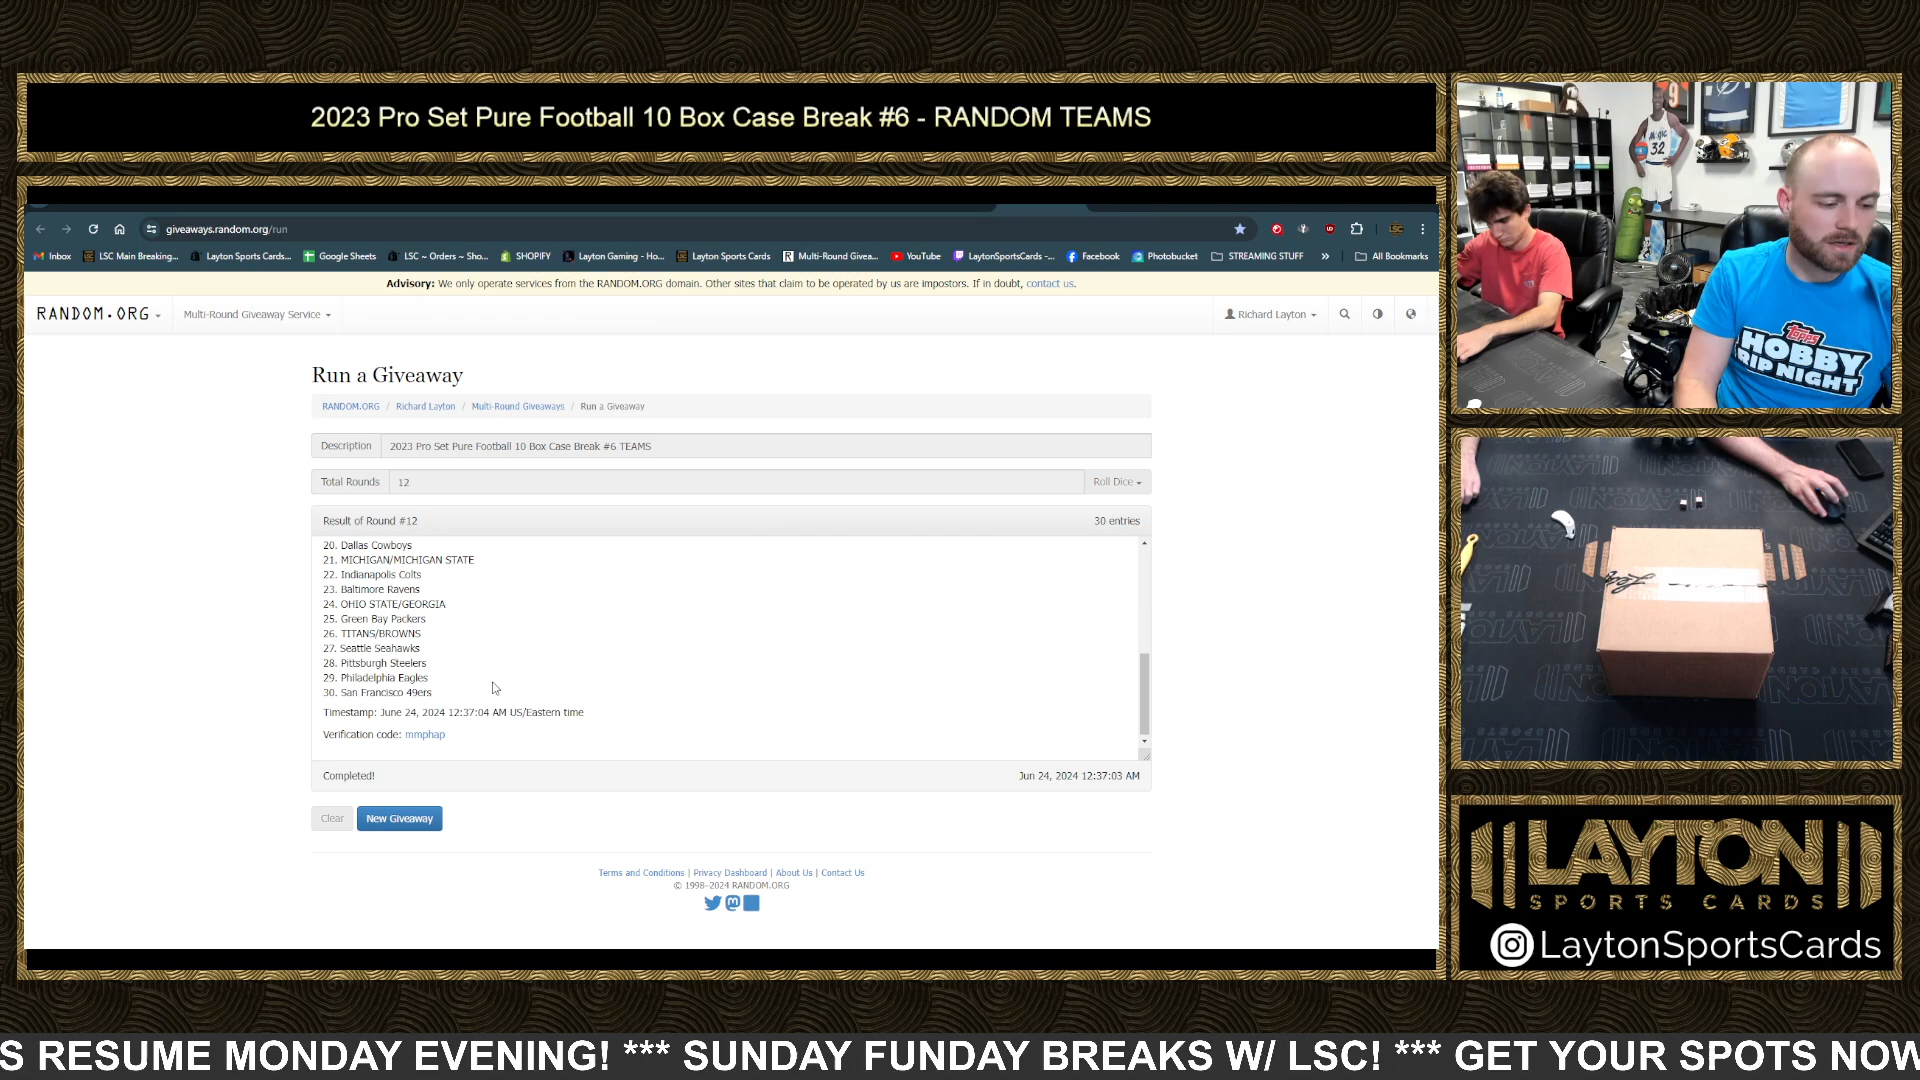 2023 Pro Set Pure Football 10 Box Case Break #6 - RANDOM TEAMS
giveaways.random.org/run
Inbox LSC Main Breaking... Layton Sports Cards... Google Sheets LSC ~ Orders ~ Sho... SHOPIFY Layton Gaming - Ho... Layton Sports Cards Multi-Round Givea... YouTube LaytonSportsCards -... Facebook Photobucket STREAMING STUFF » All Bookmarks
Advisory: We only operate services from the RANDOM.ORG domain. Other sites that claim to be operated by us are impostors. If in doubt, contact us.
RANDOM.ORG Multi-Round Giveaway Service Richard Layton
Run a Giveaway
RANDOM.ORG / Richard Layton / Multi-Round Giveaways / Run a Giveaway
Description 2023 Pro Set Pure Football 10 Box Case Break #6 TEAMS
Total Rounds 12 Roll Dice
Result of Round #12 30 entries
20. Dallas Cowboys
21. MICHIGAN/MICHIGAN STATE
22. Indianapolis Colts
23. Baltimore Ravens
24. OHIO STATE/GEORGIA
25. Green Bay Packers
26. TITANS/BROWNS
27. Seattle Seahawks
28. Pittsburgh Steelers
29. Philadelphia Eagles
30. San Francisco 49ers
Timestamp: June 24, 2024 12:37:04 AM US/Eastern time
Verification code: mmphap
Completed! Jun 24, 2024 12:37:03 AM
Clear New Giveaway
Terms and Conditions | Privacy Dashboard | About Us | Contact Us
© 1998–2024 RANDOM.ORG
Magic
32
Topps
HOBBY
RIP NIGHT
LAYTON
SPORTS CARDS
LaytonSportsCards
S RESUME MONDAY EVENING! *** SUNDAY FUNDAY BREAKS W/ LSC! *** GET YOUR SPOTS NOW